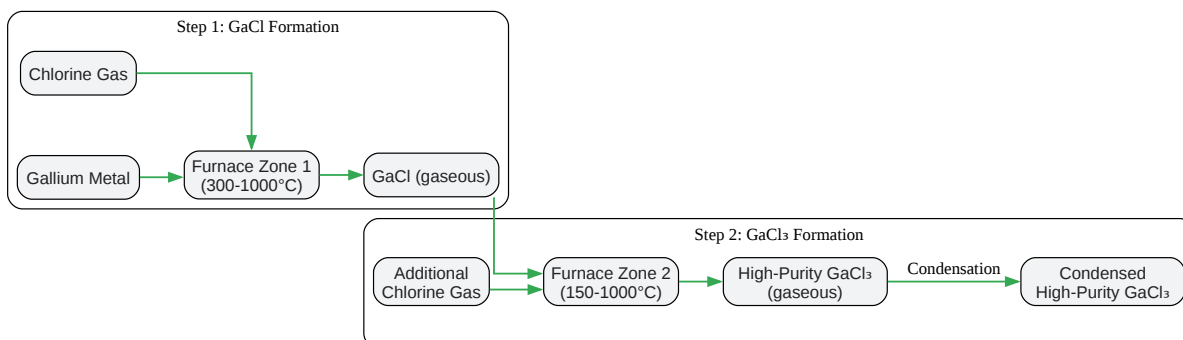 Step 1: GaCl Formation
Chlorine Gas
Gallium Metal
Furnace Zone 1
(300-1000°C)
GaCl (gaseous)
Step 2: GaCl₃ Formation
Additional
Chlorine Gas
Furnace Zone 2
(150-1000°C)
High-Purity GaCl₃
(gaseous)
Condensation
Condensed
High-Purity GaCl₃